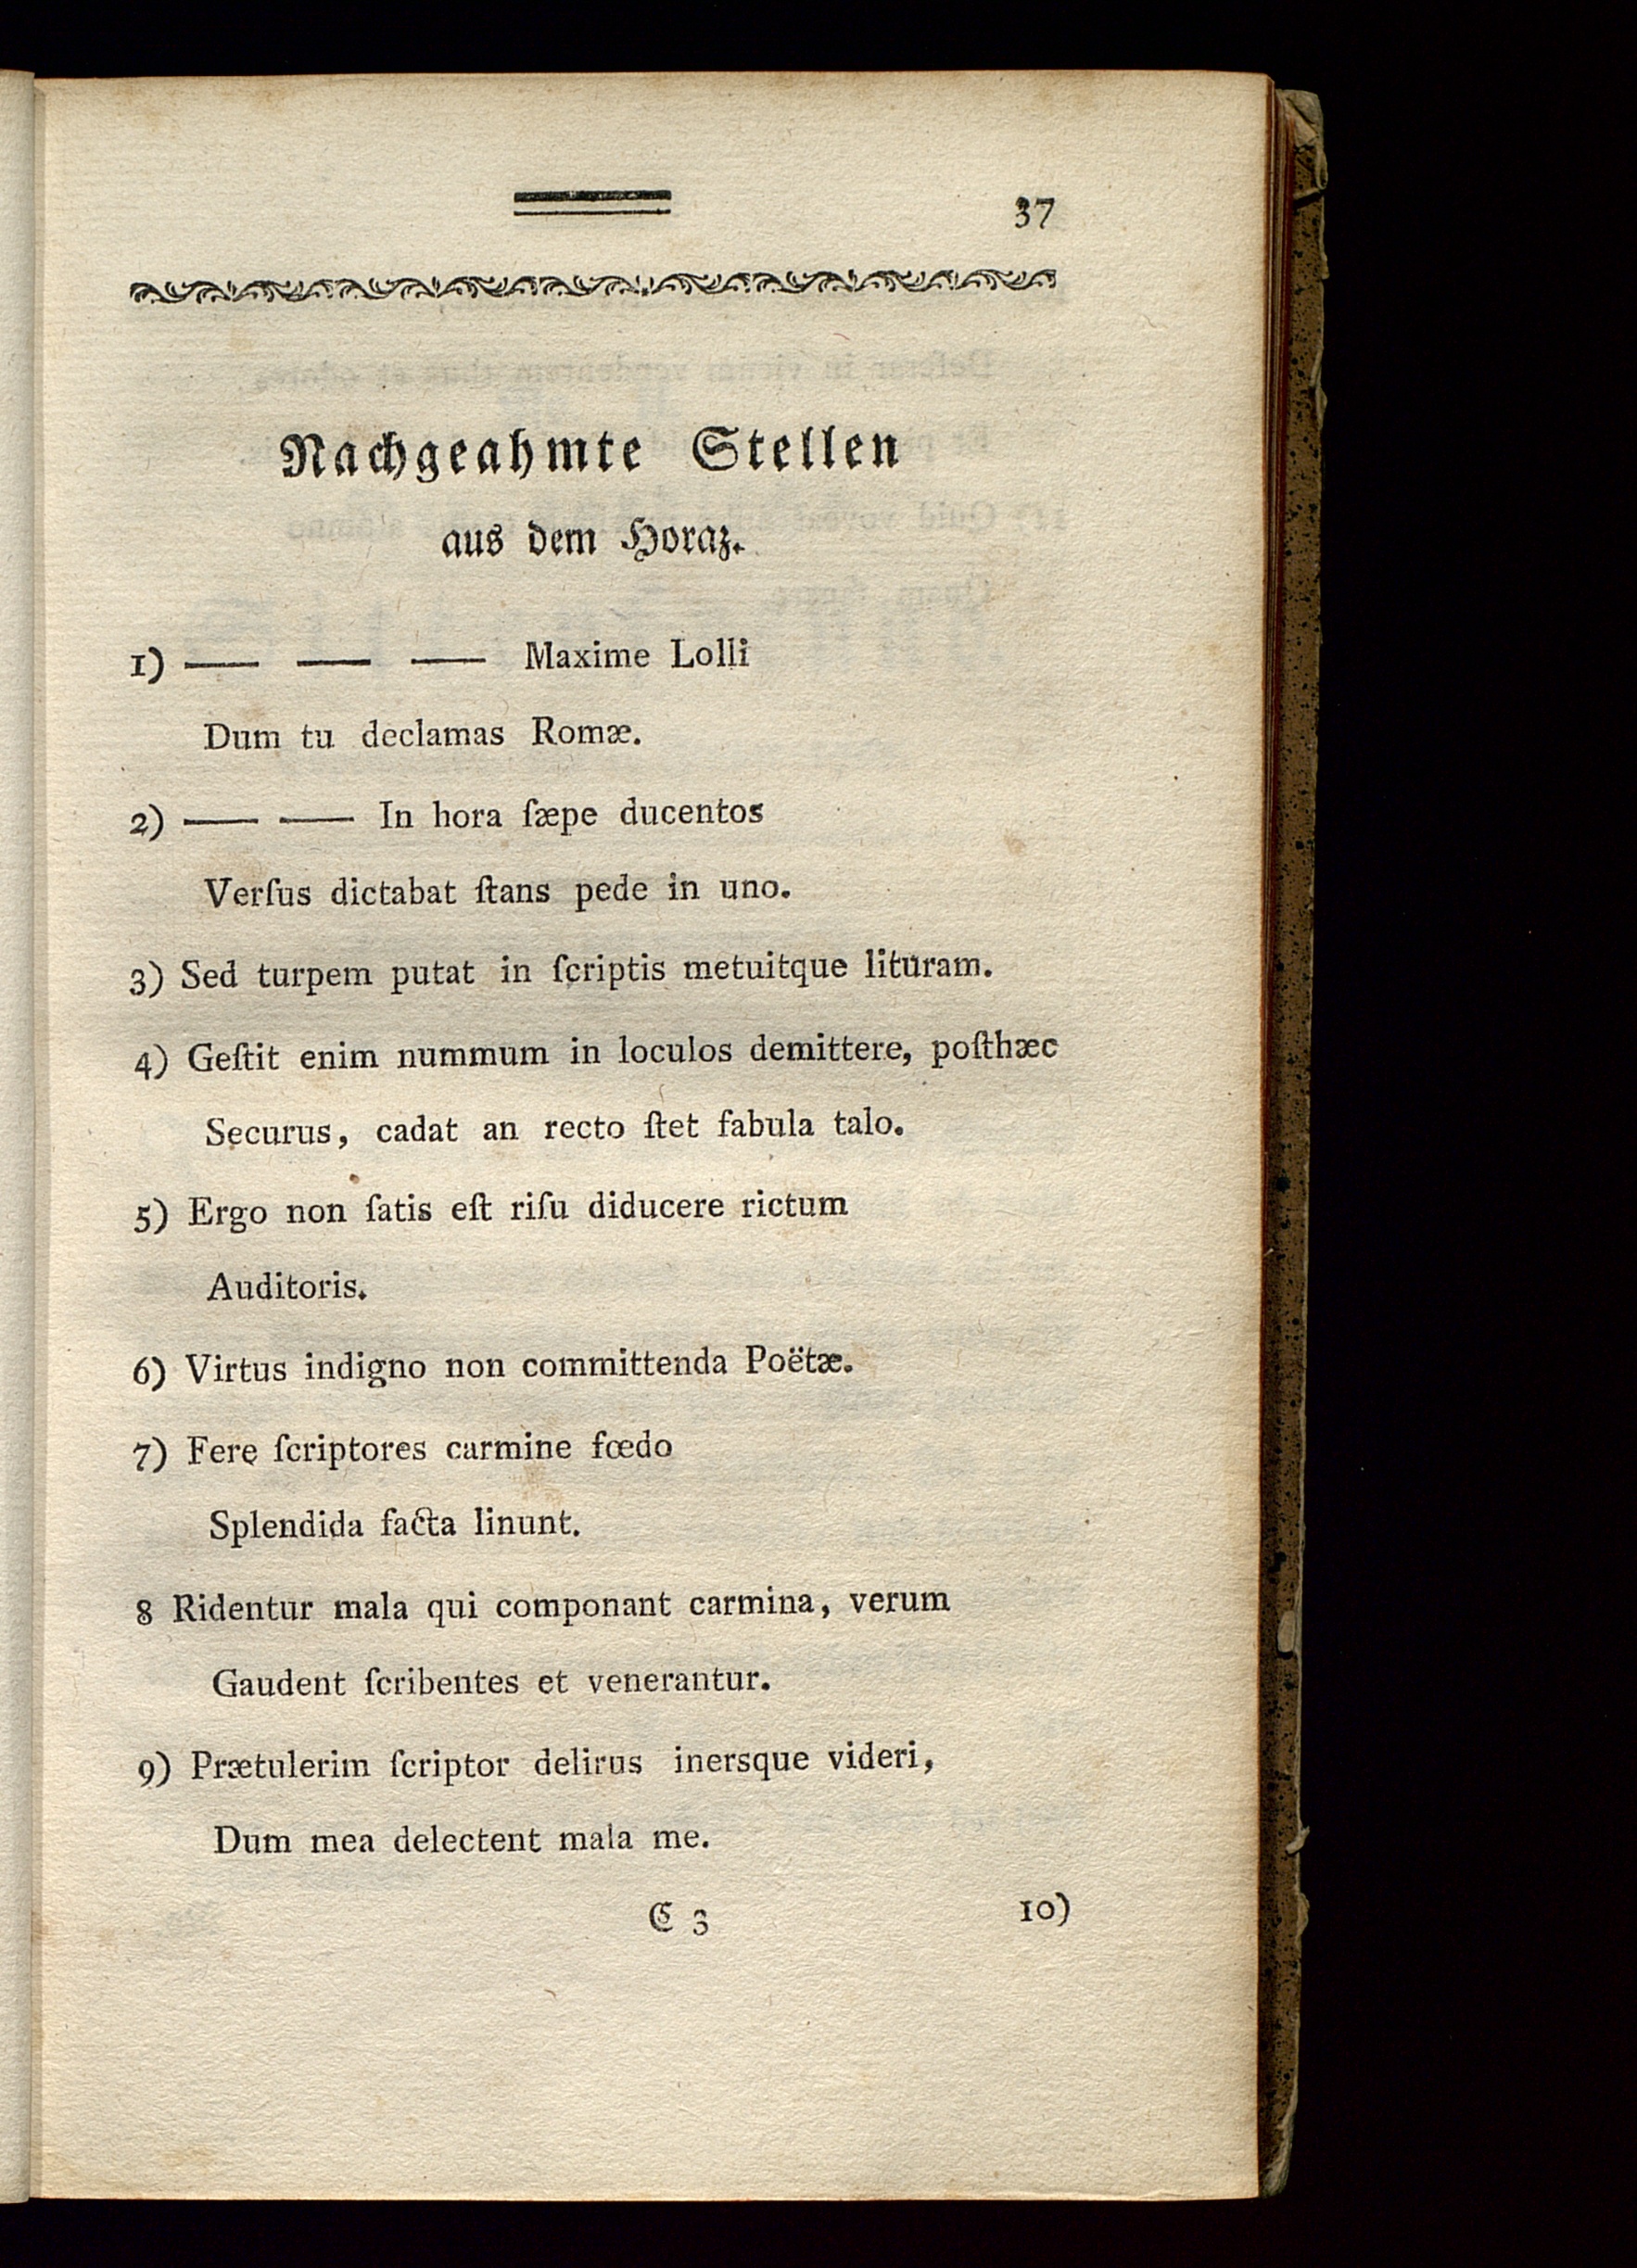 37
Nachgeahmte Stellen
aus dem Horaz.
1) — — — Maxime Lolli
Dum tu declamas Romæ.
2) — — In hora ſæpe ducentos
Verſus dictabat ſtans pede in uno.
3) Sed turpem putat in ſcriptis metuitque lituram.
4) Geſtit enim nummum in loculos demittere, poſthæc
Securus, cadat an recto ſtet fabula talo.
5) Ergo non ſatis eſt riſu diducere rictum
Auditoris.
6) Virtus indigno non committenda Poëtæ.
7) Fere ſcriptores carmine fœdo
Splendida facta linunt.
8 Ridentur mala qui componant carmina, verum
Gaudent ſcribentes et venerantur.
9) Prætulerim ſcriptor delirus inersque videri,
Dum mea delectent mala me.
C 3
10)